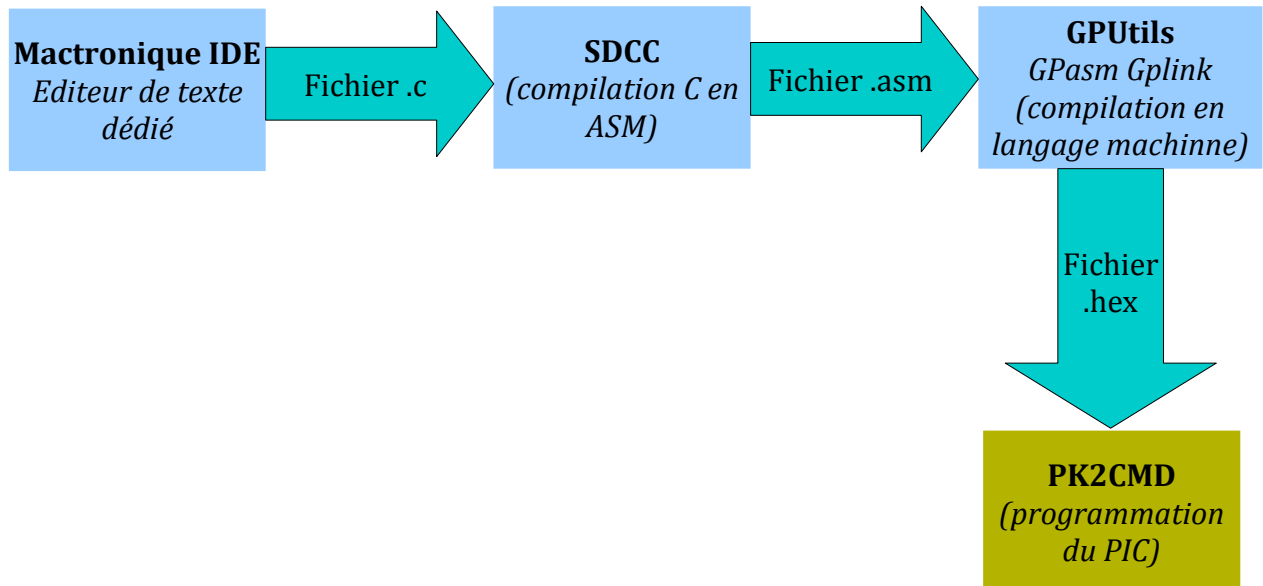 Mactronique IDE
Editeur de texte
dédié
Fichier .c
SDCC
(compilation C en
ASM)
Fichier .asm
GPUtils
GPasm Gplink
(compilation en
langage machinne)
Fichier
.hex
PK2CMD
(programmation
du PIC)